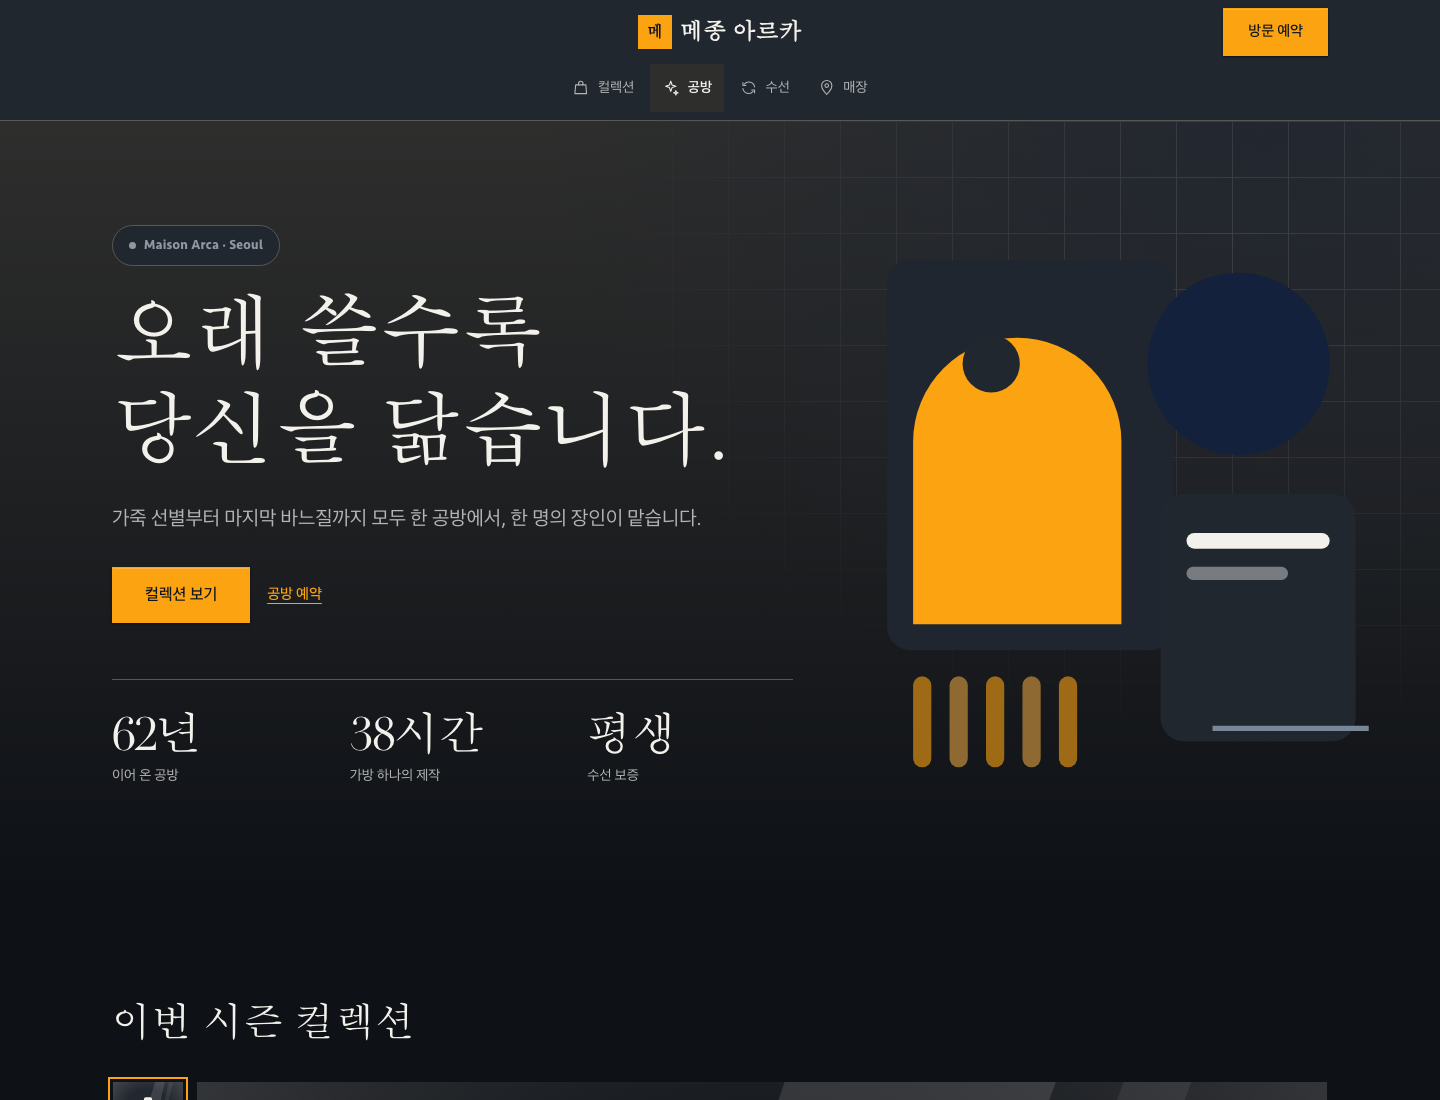 메 메종 아르카
방문 예약
컬렉션 공방 수선 매장
Maison Arca · Seoul
오래 쓸수록
당신을 닮습니다.
가죽 선별부터 마지막 바느질까지 모두 한 공방에서, 한 명의 장인이 맡습니다.
컬렉션 보기 공방 예약
62년 38시간 평생
이어 온 공방 가방 하나의 제작 수선 보증
이번 시즌 컬렉션